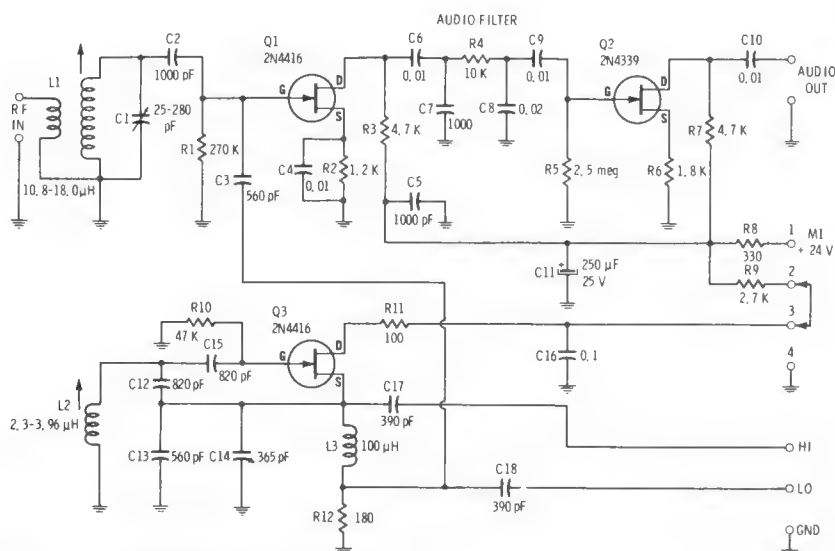 AUDIO FILTER
C2
1000 pF
Q1
2N4416
C6
0.01
R4
10 K
C9
0.01
Q2
2N4339
C10
0.01
AUDIO
OUT
L1
RF
IN
C1
25-280
pF
10.8-18.0μH
R1
270 K
C3
560 pF
G
D
S
C4
0.01
R2
1.2 K
R3
4.7 K
C7
1000
C8
0.02
C5
1000 pF
G
D
S
R5
2.5 meg
R6
1.8 K
R7
4.7 K
C11
+
250 μF
25 V
R8
330
R9
2.7 K
1
M1
+ 24 V
2
3
4
R10
47 K
C15
820 pF
Q3
2N4416
G
D
S
R11
100
C16
0.1
C12
820 pF
L2
2.3-3.96μH
C13
560 pF
C14
365 pF
C17
390 pF
L3
100 μH
C18
390 pF
R12
180
HI
LO
GND